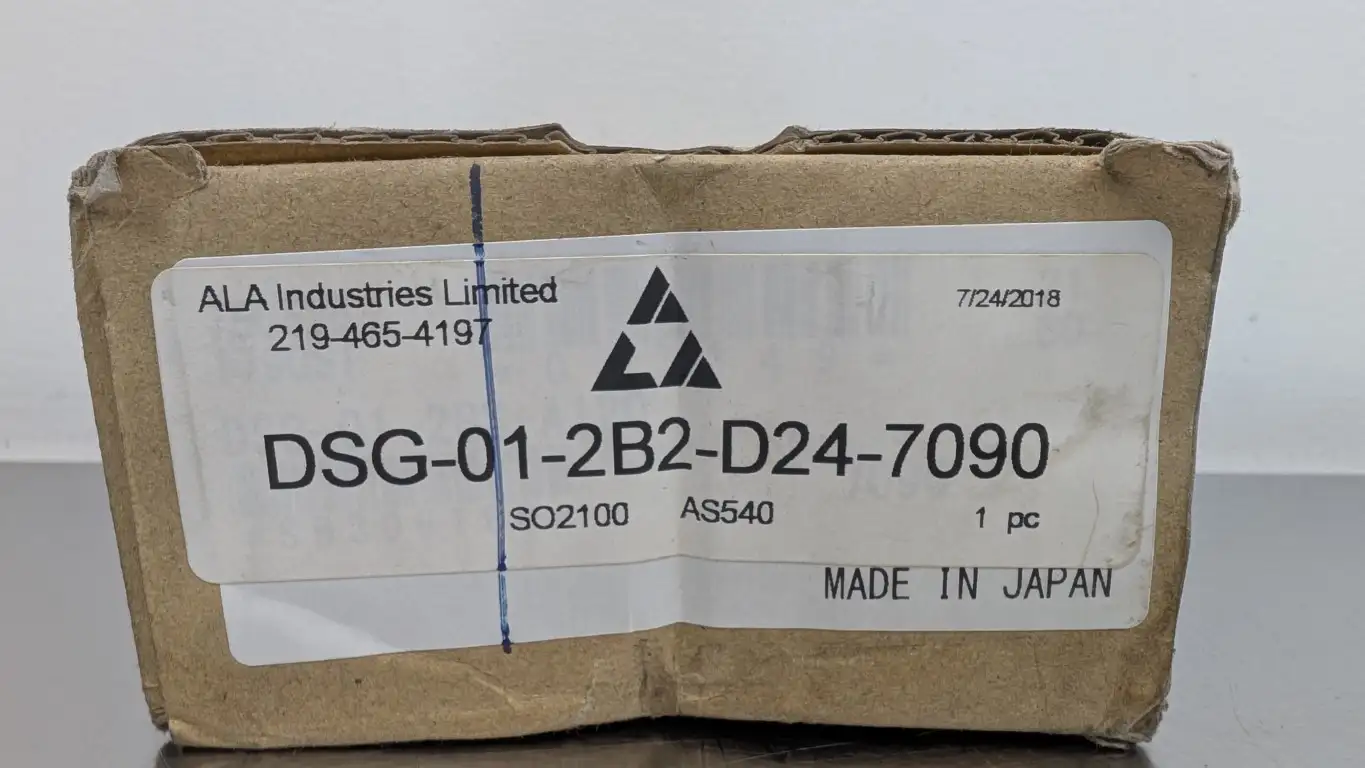 ALA Industries Limited
219-465-4197
7/24/2018
DSG-01-2B2-D24-7090
SO2100 AS540 1 pc
MADE IN JAPAN